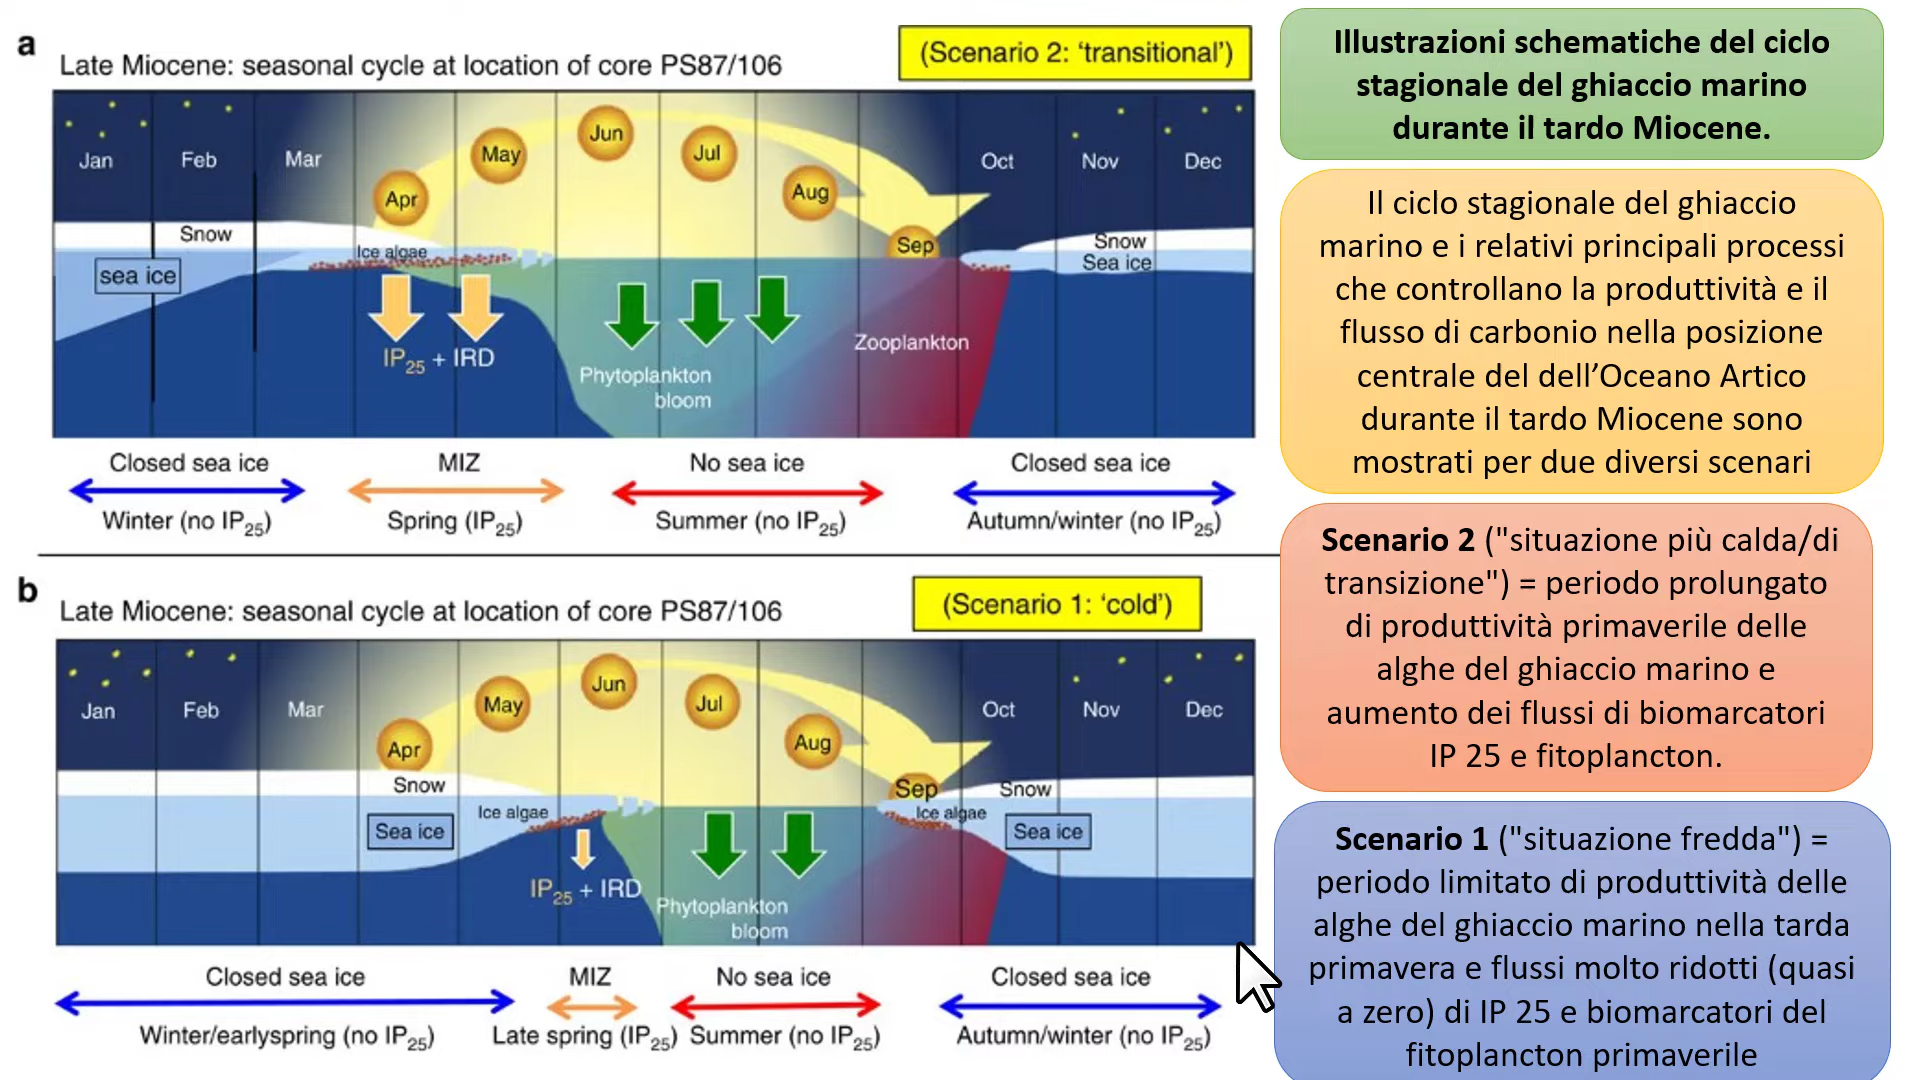 a
Late Miocene: seasonal cycle at location of core PS87/106
(Scenario 2: ‘transitional’)
Jan
Feb
Mar
Apr
May
Jun
Jul
Aug
Sep
Oct
Nov
Dec
Snow
sea ice
Ice algae
IP25 + IRD
Phytoplankton
bloom
Zooplankton
Snow
Sea ice
Closed sea ice
MIZ
No sea ice
Closed sea ice
Winter (no IP25)
Spring (IP25)
Summer (no IP25)
Autumn/winter (no IP25)
b
Late Miocene: seasonal cycle at location of core PS87/106
(Scenario 1: ‘cold’)
Jan
Feb
Mar
Apr
May
Jun
Jul
Aug
Sep
Oct
Nov
Dec
Snow
Sea ice
Ice algae
IP25 + IRD
Phytoplankton
bloom
Ice algae
Snow
Sea ice
Closed sea ice
MIZ
No sea ice
Closed sea ice
Winter/earlyspring (no IP25)
Late spring (IP25)
Summer (no IP25)
Autumn/winter (no IP25)
Illustrazioni schematiche del ciclo
stagionale del ghiaccio marino
durante il tardo Miocene.
Il ciclo stagionale del ghiaccio
marino e i relativi principali processi
che controllano la produttività e il
flusso di carbonio nella posizione
centrale del dell’Oceano Artico
durante il tardo Miocene sono
mostrati per due diversi scenari
Scenario 2 ("situazione più calda/di
transizione") = periodo prolungato
di produttività primaverile delle
alghe del ghiaccio marino e
aumento dei flussi di biomarcatori
IP 25 e fitoplancton.
Scenario 1 ("situazione fredda") =
periodo limitato di produttività delle
alghe del ghiaccio marino nella tarda
primavera e flussi molto ridotti (quasi
a zero) di IP 25 e biomarcatori del
fitoplancton primaverile